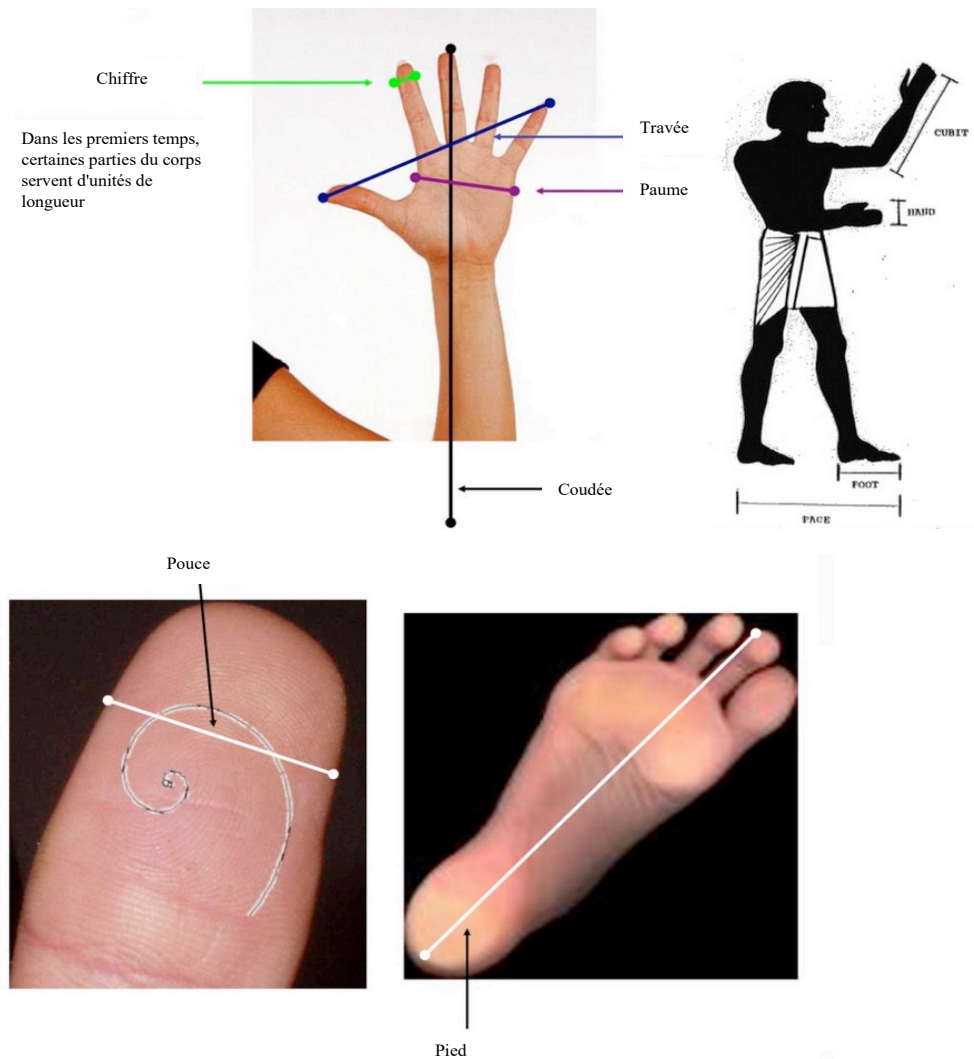 Chiffre
Dans les premiers temps,
certaines parties du corps
servent d'unités de
longueur
Travée
Paume
Coudée
CUBIT
HAND
FOOT
PACE
Pouce
Pied